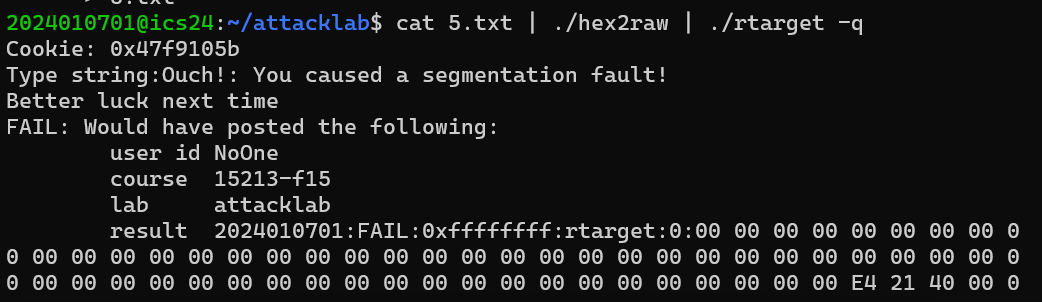 2024010701@ics24:~/attacklab$ cat 5.txt | ./hex2raw | ./rtarget -q
Cookie: 0x47f9105b
Type string:Ouch!: You caused a segmentation fault!
Better luck next time
FAIL: Would have posted the following:
        user id NoOne
        course  15213-f15
        lab     attacklab
        result  2024010701:FAIL:0xffffffff:rtarget:0:00 00 00 00 00 00 00 00 00 0
0 00 00 00 00 00 00 00 00 00 00 00 00 00 00 00 00 00 00 00 00 00 00 00 00 00 0
0 00 00 00 00 00 00 00 00 00 00 00 00 00 00 00 00 00 00 00 00 00 E4 21 40 00 0